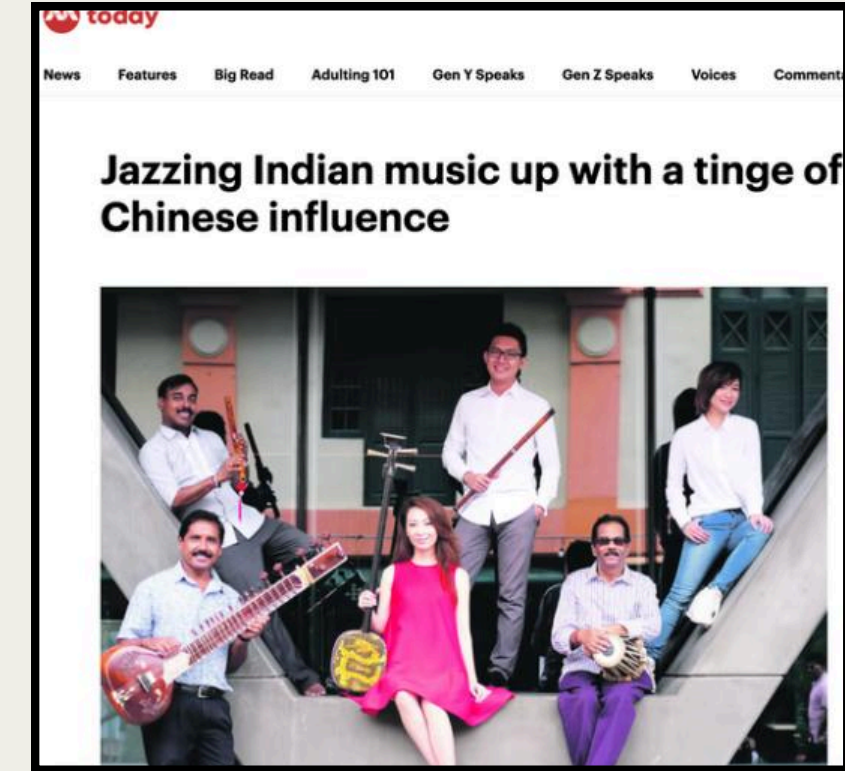 today
News Features Big Read Adulting 101 Gen Y Speaks Gen Z Speaks Voices Commenta
Jazzing Indian music up with a tinge of
Chinese influence